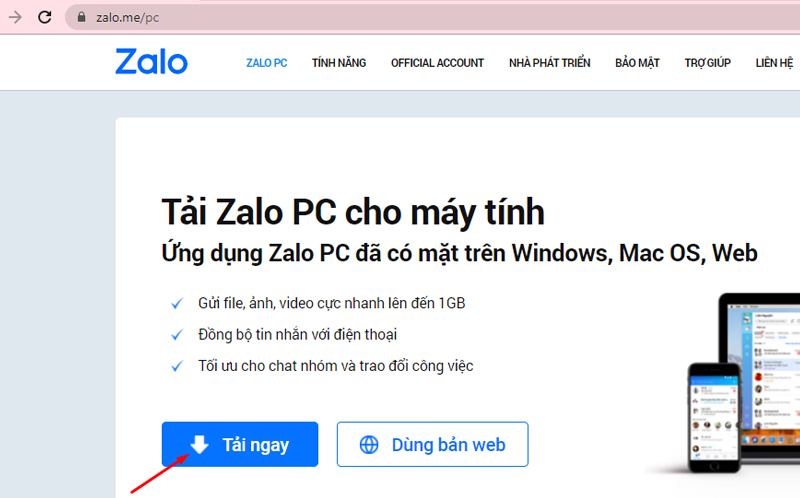 zalo.me/pc
Zalo
ZALO PC TÍNH NĂNG OFFICIAL ACCOUNT NHÀ PHÁT TRIỂN BẢO MẬT TRỢ GIÚP LIÊN HỆ
Tải Zalo PC cho máy tính
Ứng dụng Zalo PC đã có mặt trên Windows, Mac OS, Web
Gửi file, ảnh, video cực nhanh lên đến 1GB
Đồng bộ tin nhắn với điện thoại
Tối ưu cho chat nhóm và trao đổi công việc
Tải ngay Dùng bản web